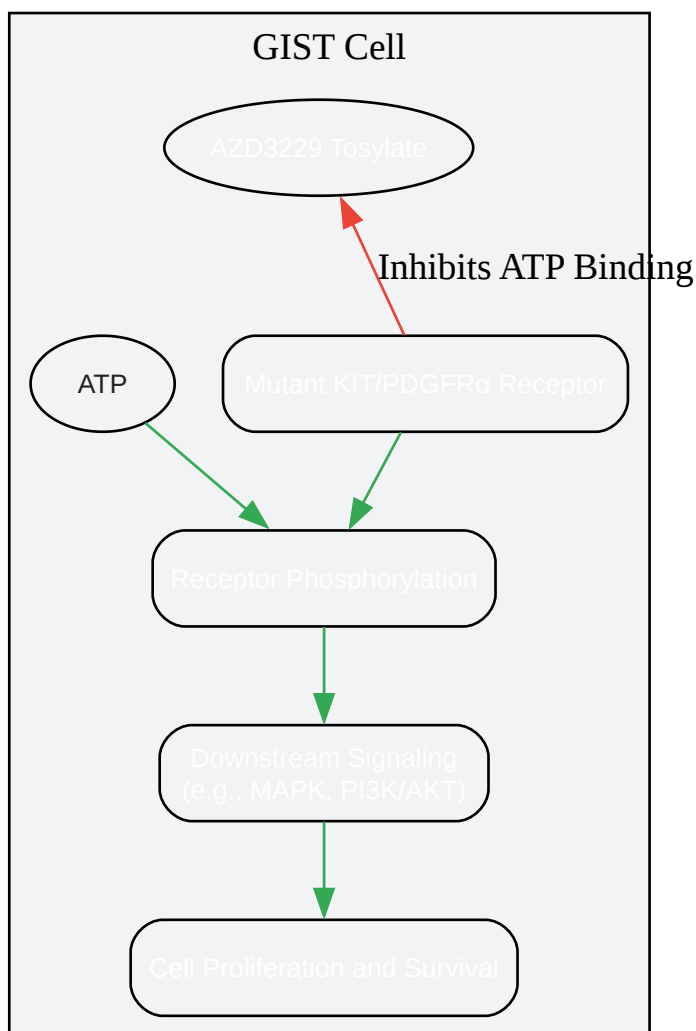 GIST Cell
AZD3229 Tosylate
Inhibits ATP Binding
ATP
Mutant KIT/PDGFRα Receptor
Receptor Phosphorylation
Downstream Signaling
(e.g., MAPK, PI3K/AKT)
Cell Proliferation and Survival